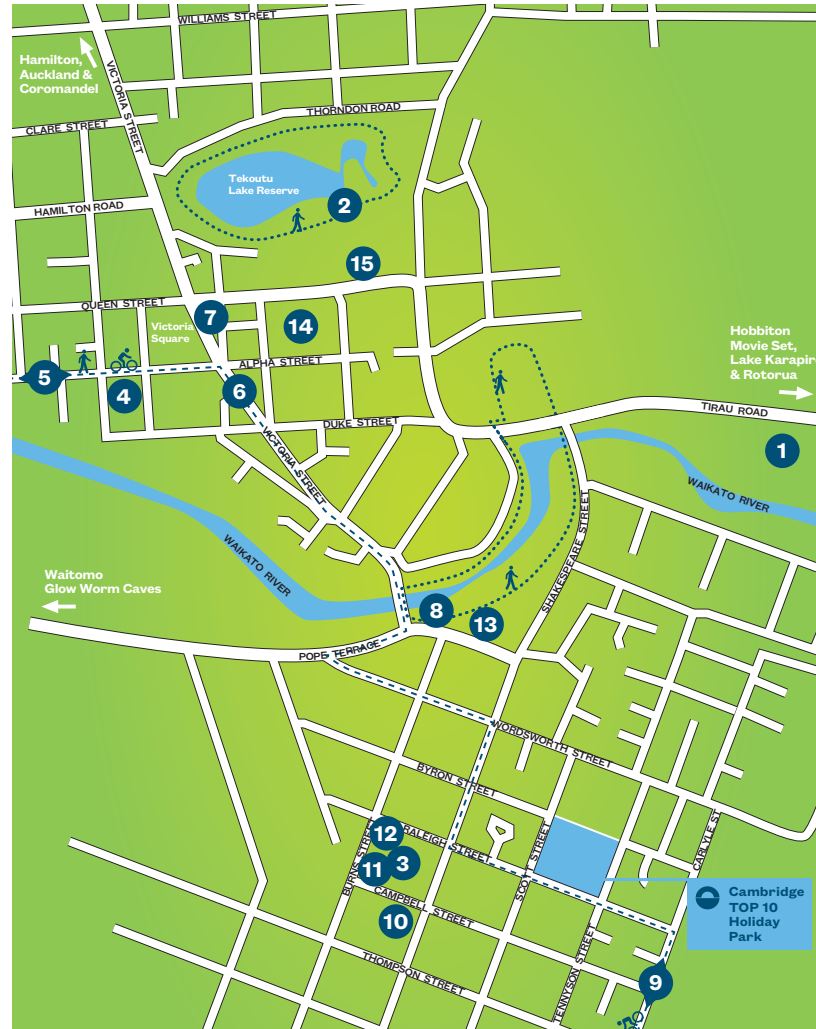 WILLIAMS STREET
Hamilton,
Auckland &
Coromandel
VICTORIA STREET
THORNDON ROAD
CLARE STREET
Tekoutu
Lake Reserve
2
HAMILTON ROAD
15
QUEEN STREET
7
14
Victoria
Square
Hobbiton
Movie Set,
Lake Karapir
& Rotorua
ALPHA STREET
5
4
6
TIRAU ROAD
DUKE STREET
1
VICTORIA STREET
WAIKATO RIVER
WAIKATO RIVER
SHAKESPEARE STREET
Waitomo
Glow Worm Caves
8
13
POPE TERRACE
WORDSWORTH STREET
BYRON STREET
12
RALEIGH STREET
BURNS STREET
11
3
SCOTT STREET
CARLYLE ST
CAMPBELL STREET
10
Cambridge
TOP 10
Holiday
Park
THOMPSON STREET
TENNYSON STREET
9